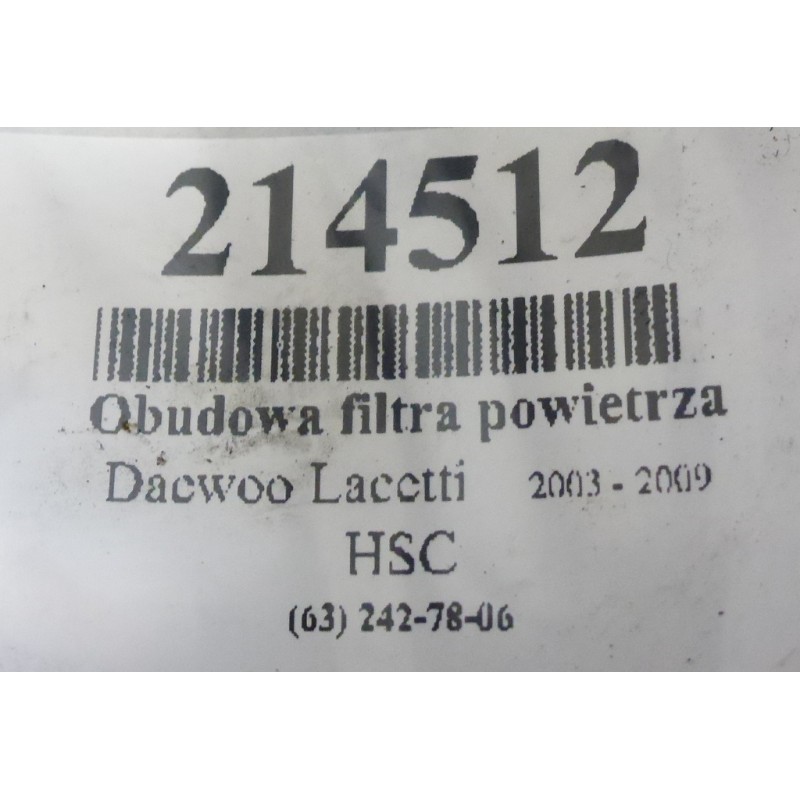 214512
Obudowa filtra powietrza
Daewoo Lacetti 2003 - 2009
HSC
(63) 242-78-06